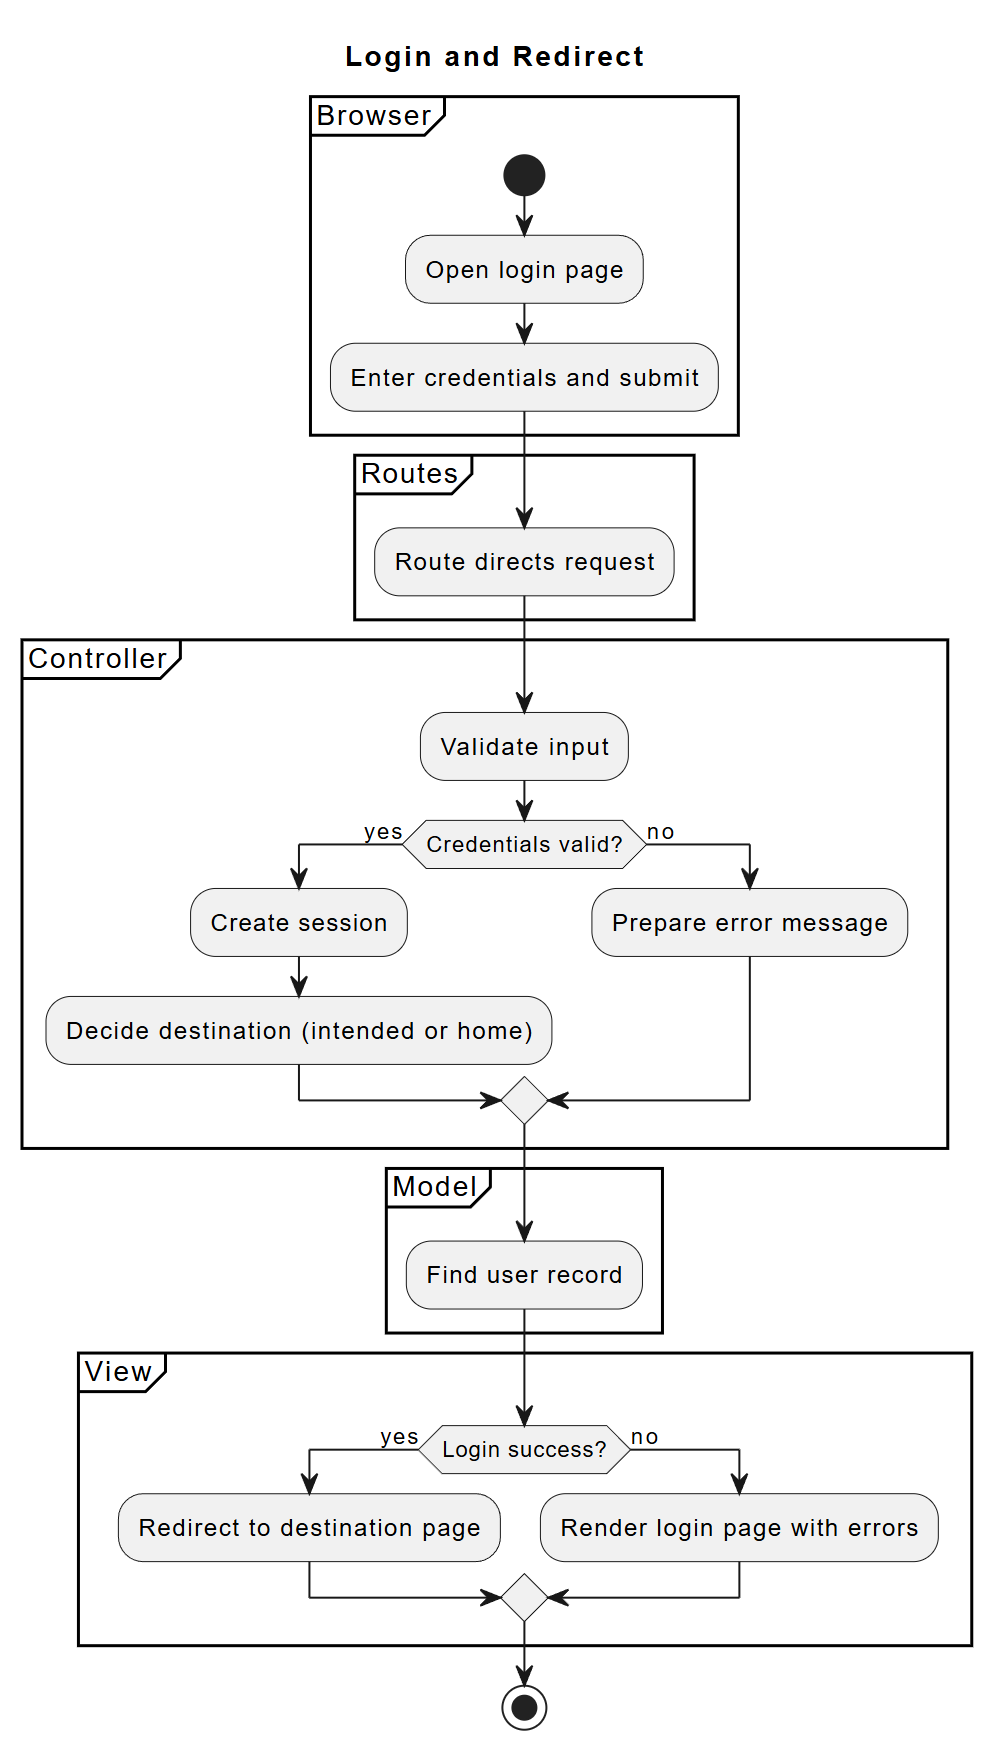 Login and Redirect
Browser
Open login page
Enter credentials and submit
Routes
Route directs request
Controller
Validate input
yes
Credentials valid?
no
Create session
Prepare error message
Decide destination (intended or home)
Model
Find user record
View
yes
Login success?
no
Redirect to destination page
Render login page with errors